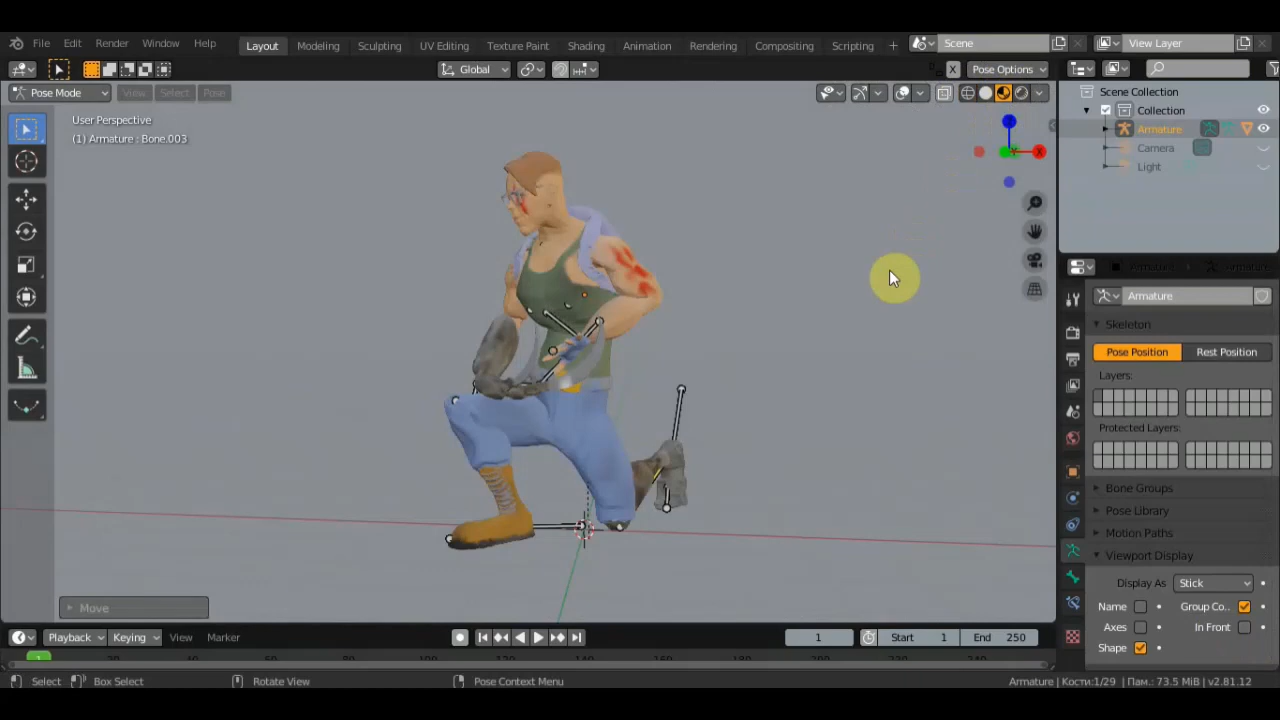 File Edit Render Window Help Layout Modeling Sculpting UV Editing Texture Paint Shading Animation Rendering Compositing Scripting + Scene View Layer
Global X Pose Options
Pose Mode View Select Pose Scene Collection
Collection
Armature
Camera
Light
User Perspective
(1) Armature : Bone.003
Armature
Skeleton
Pose Position Rest Position
Layers:
Protected Layers:
Bone Groups
Pose Library
Motion Paths
Viewport Display
Display As Stick
Name Group Co..
Axes In Front
Shape
Move
Playback Keying View Marker 1 Start 1 End 250
1
Select Box Select Rotate View Pose Context Menu Armature | Кости:1/29 | Пам.: 73.5 MiB | v2.81.12